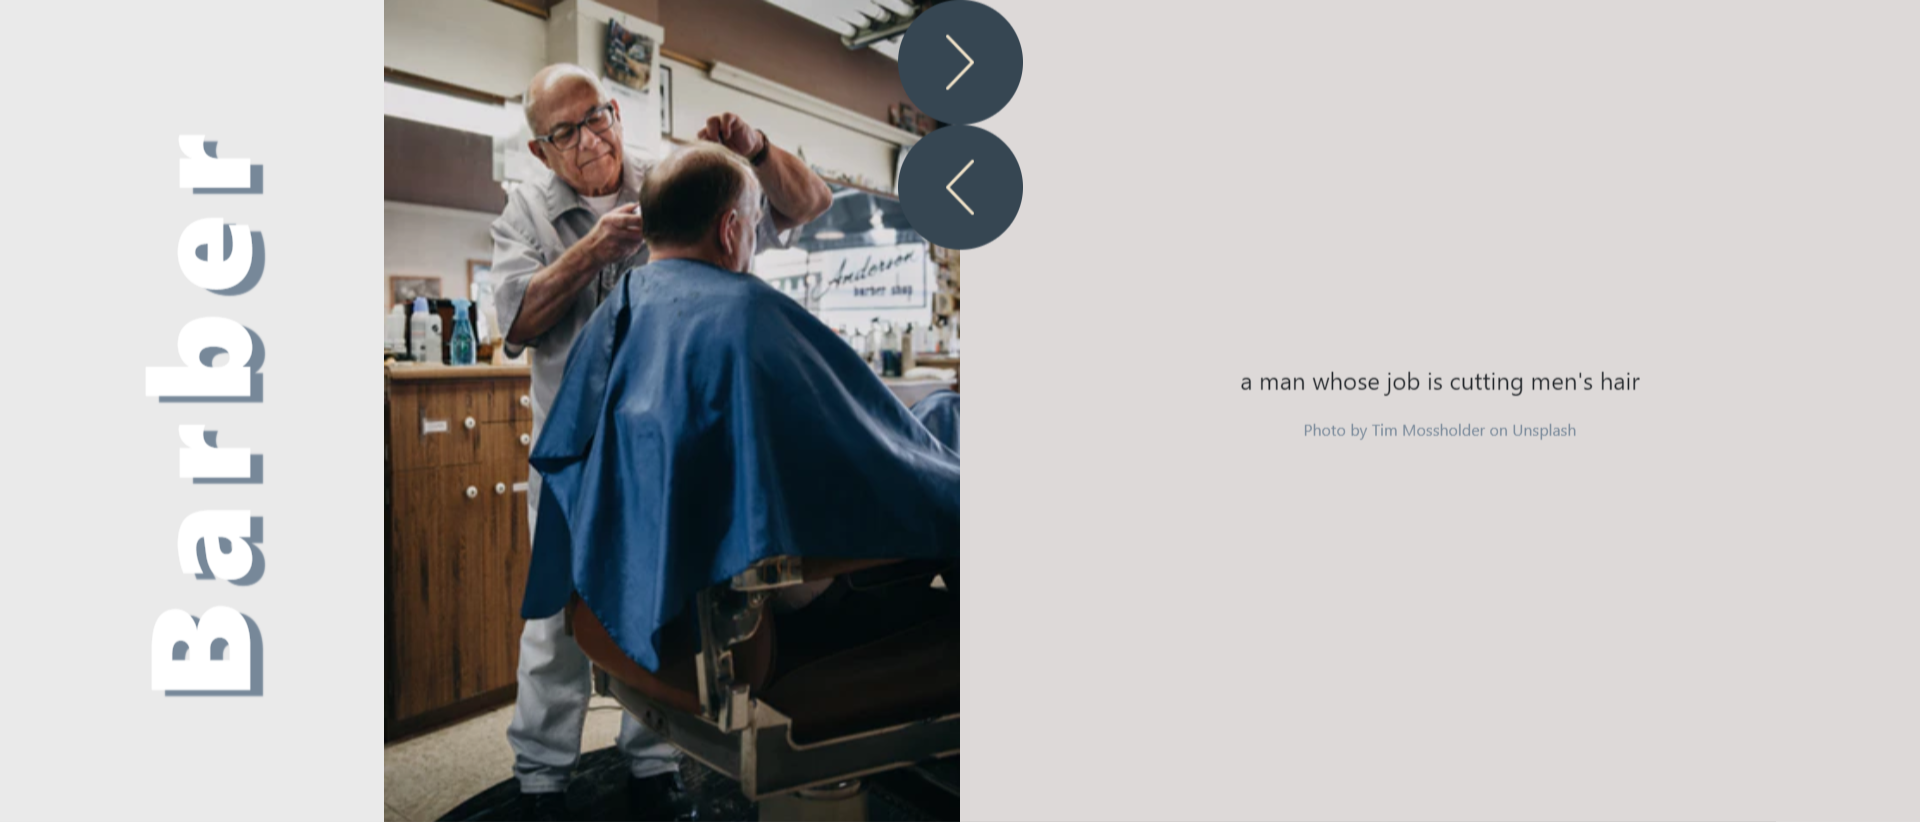 Barber
Anderson
barber shop
a man whose job is cutting men's hair
Photo by Tim Mossholder on Unsplash